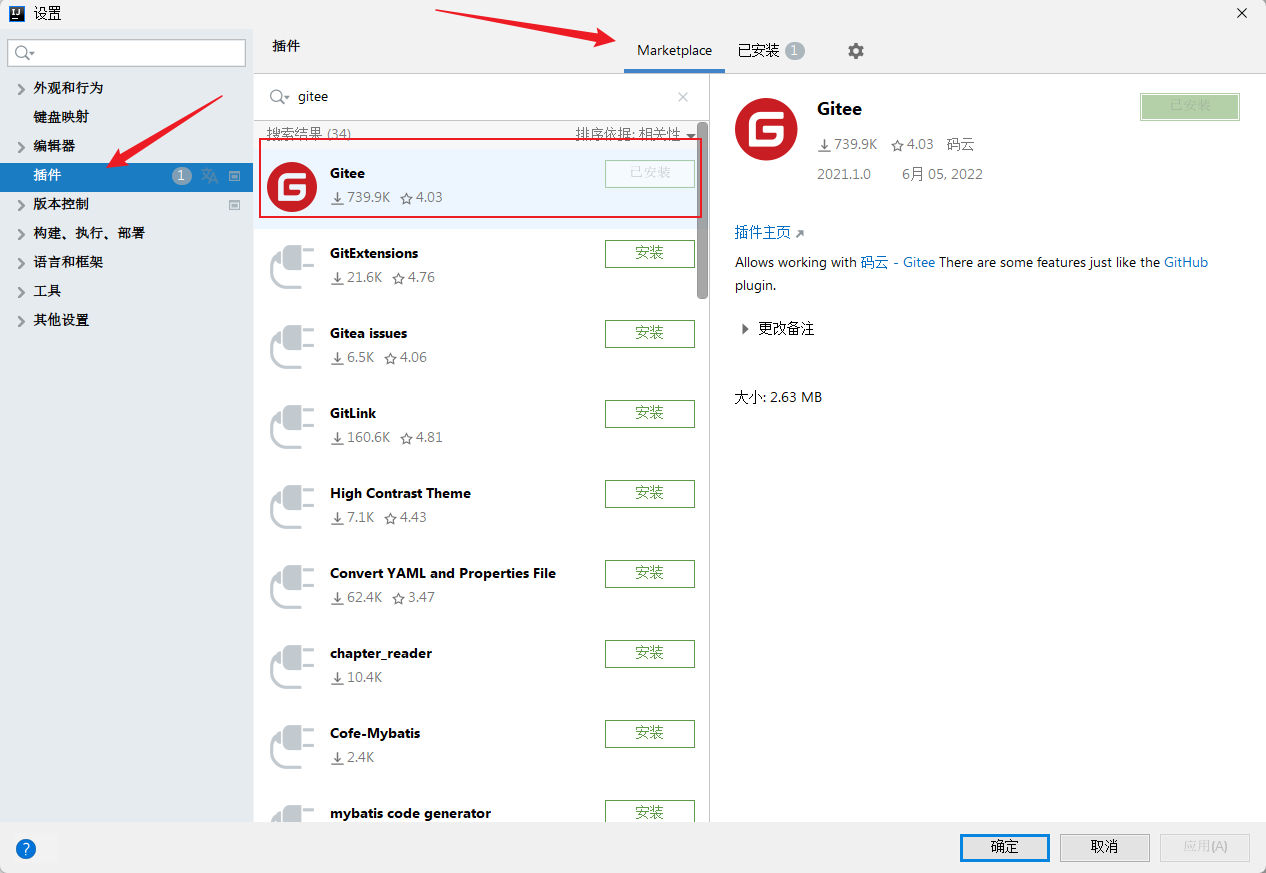 设置
外观和行为
键盘映射
编辑器
插件 1
版本控制
构建、执行、部署
语言和框架
工具
其他设置
插件
Marketplace
已安装 1
gitee
搜索结果 (34) 排序依据: 相关性
Gitee
739.9K 4.03
已安装
GitExtensions
21.6K 4.76
安装
Gitea issues
6.5K 4.06
安装
GitLink
160.6K 4.81
安装
High Contrast Theme
7.1K 4.43
安装
Convert YAML and Properties File
62.4K 3.47
安装
chapter_reader
10.4K
安装
Cofe-Mybatis
2.4K
安装
mybatis code generator
安装
Gitee
已安装
739.9K 4.03 码云
2021.1.0 6月 05, 2022
插件主页
Allows working with 码云 - Gitee There are some features just like the GitHub
plugin.
更改备注
大小: 2.63 MB
?
确定 取消 应用(A)